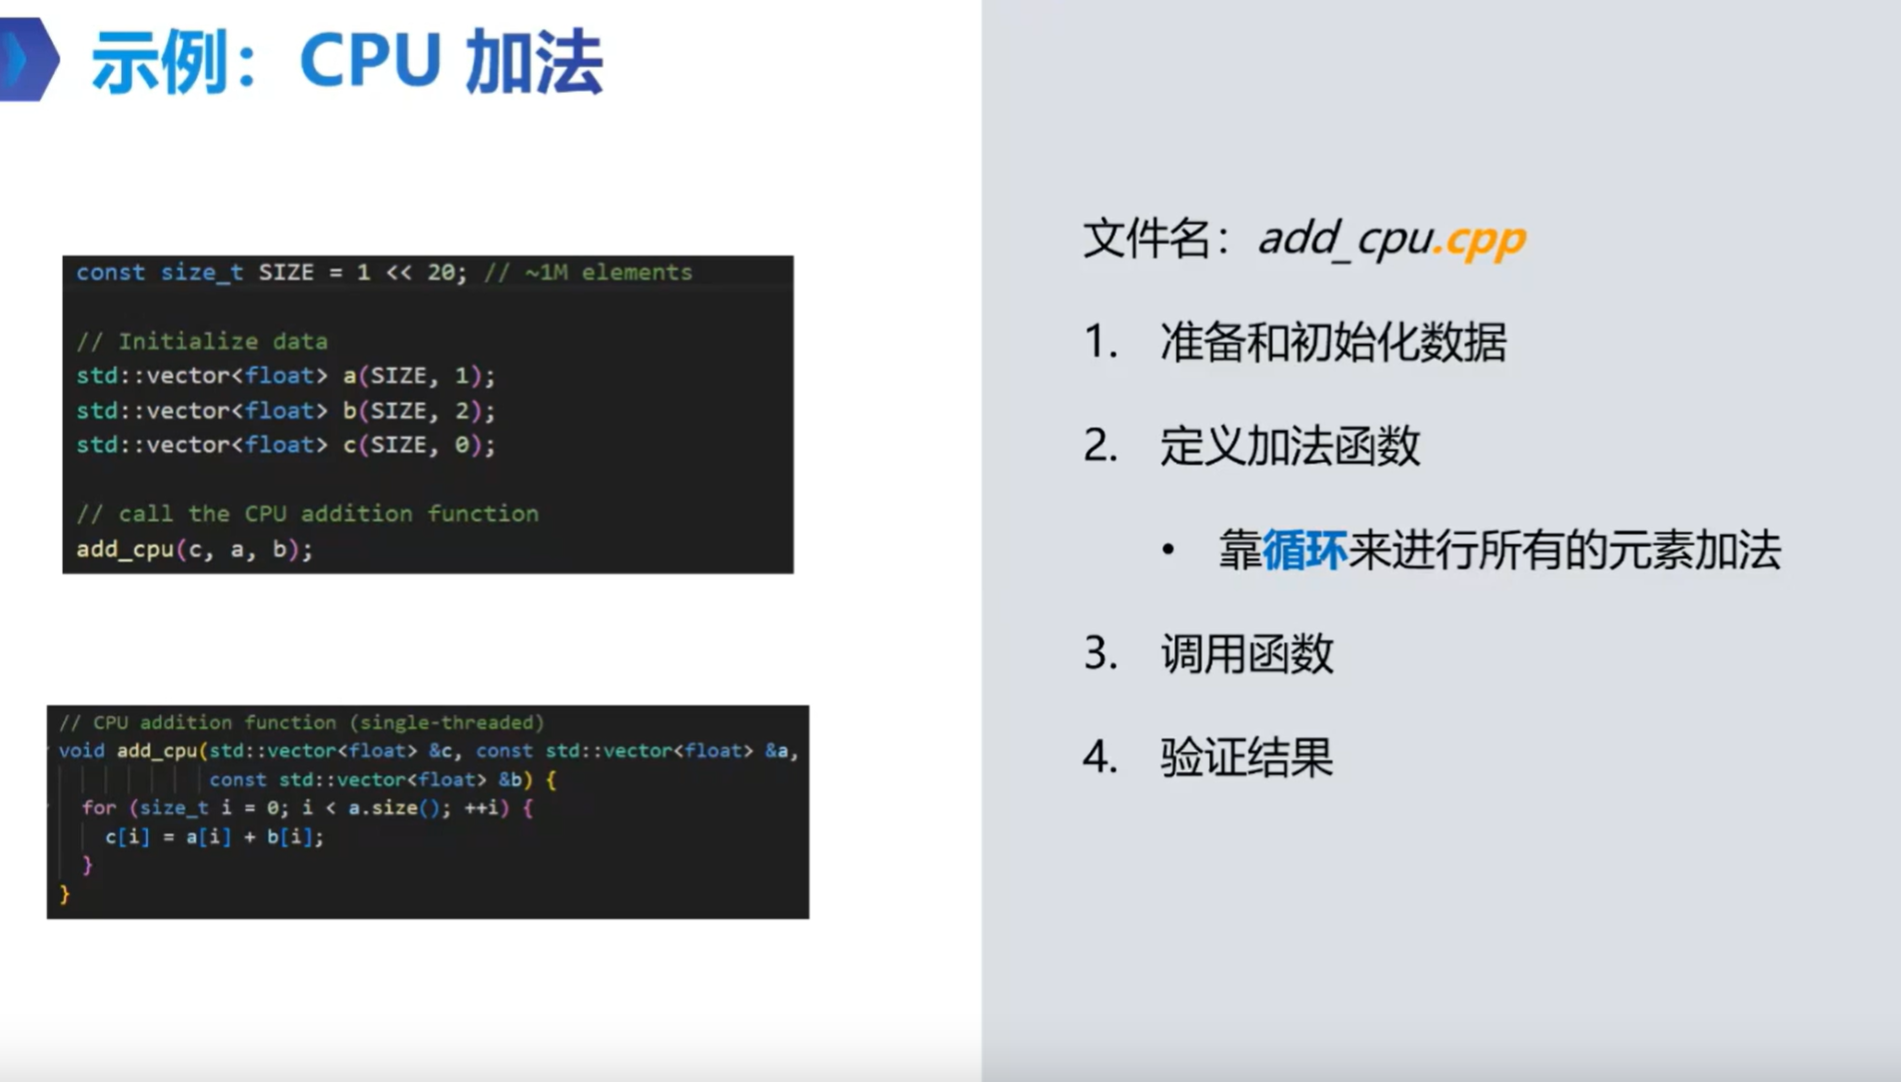 示例：CPU 加法
const size_t SIZE = 1 << 20; // ~1M elements
// Initialize data
std::vector<float> a(SIZE, 1);
std::vector<float> b(SIZE, 2);
std::vector<float> c(SIZE, 0);
// call the CPU addition function
add_cpu(c, a, b);
// CPU addition function (single-threaded)
void add_cpu(std::vector<float> &c, const std::vector<float> &a,
const std::vector<float> &b) {
for (size_t i = 0; i < a.size(); ++i) {
c[i] = a[i] + b[i];
}
}
文件名：add_cpu.cpp
1. 准备和初始化数据
2. 定义加法函数
• 靠循环来进行所有的元素加法
3. 调用函数
4. 验证结果